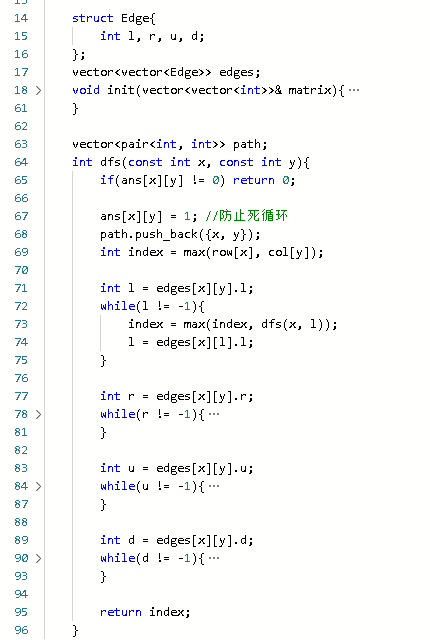 14 struct Edge{
15 int l, r, u, d;
16 };
17 vector<vector<Edge>> edges;
18 > void init(vector<vector<int>>& matrix){ ⋯
61 }
62
63 vector<pair<int, int>> path;
64 int dfs(const int x, const int y){
65 if(ans[x][y] != 0) return 0;
66
67 ans[x][y] = 1; //防止死循环
68 path.push_back({x, y});
69 int index = max(row[x], col[y]);
70
71 int l = edges[x][y].l;
72 while(l != -1){
73 index = max(index, dfs(x, l));
74 l = edges[x][l].l;
75 }
76
77 int r = edges[x][y].r;
78 > while(r != -1){ ⋯
81 }
82
83 int u = edges[x][y].u;
84 > while(u != -1){ ⋯
87 }
88
89 int d = edges[x][y].d;
90 > while(d != -1){ ⋯
93 }
94
95 return index;
96 }